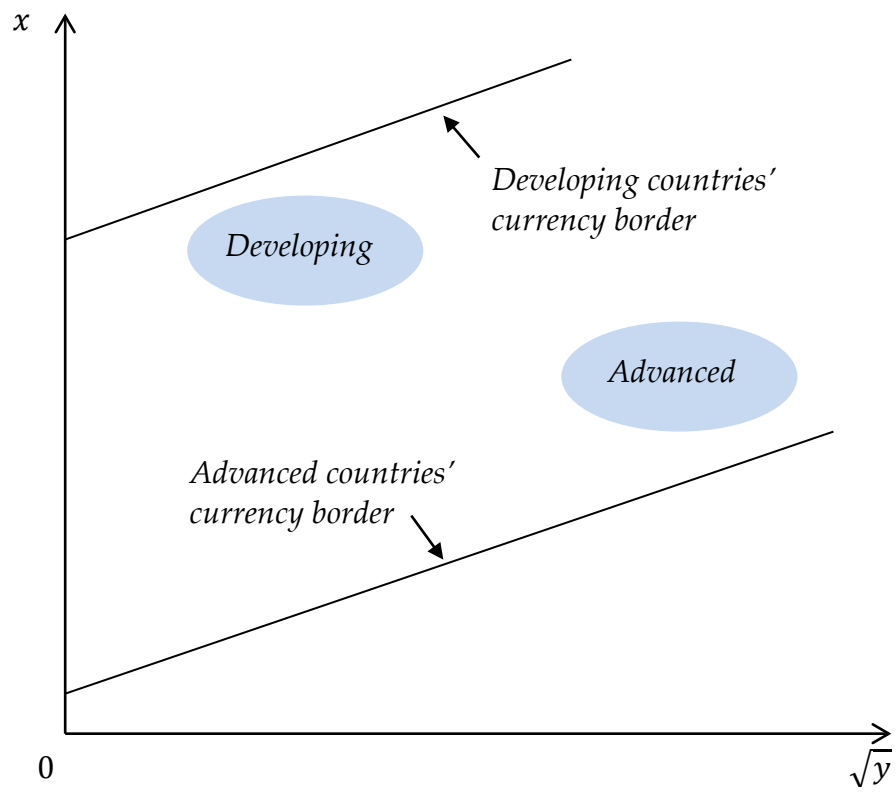 x
Developing countries’
currency border
Developing
Advanced
Advanced countries’
currency border
0
√y